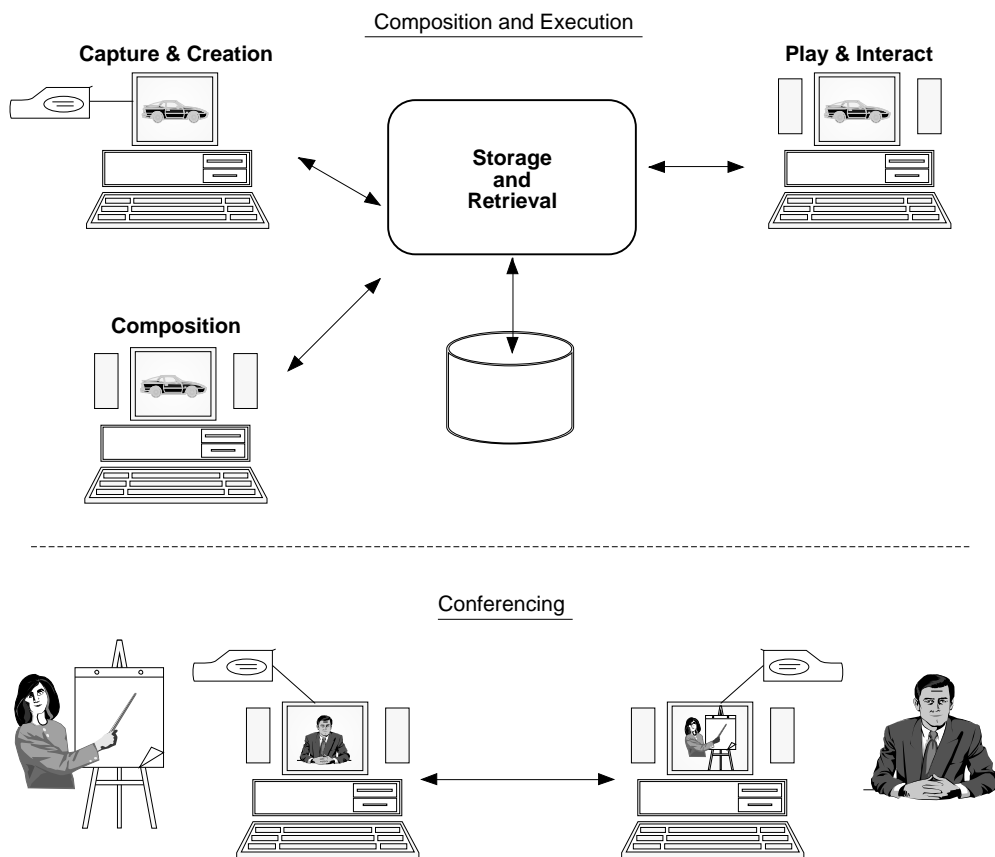 Composition and Execution
Capture & Creation
Play & Interact
Storage
and
Retrieval
Composition
Conferencing